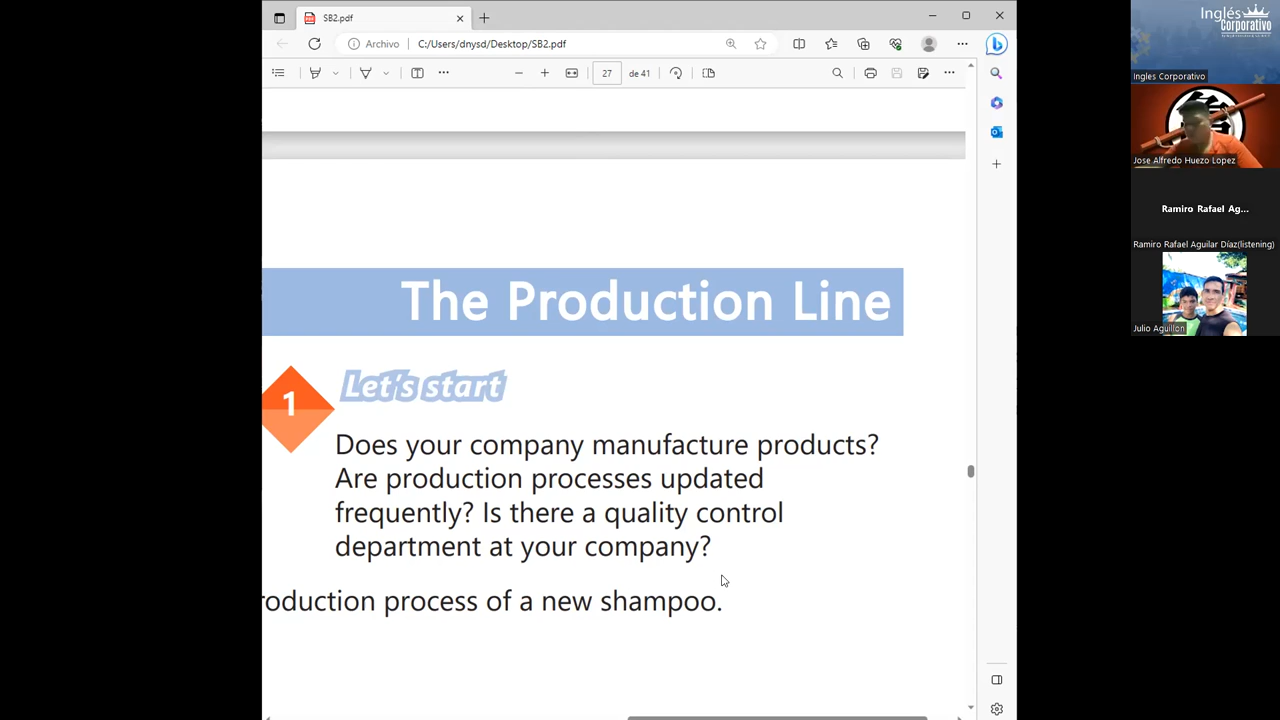 SB2.pdf
Archivo
C:/Users/dnysd/Desktop/SB2.pdf
27
de 41
The Production Line
1
Let's start
Does your company manufacture products?
Are production processes updated
frequently? Is there a quality control
department at your company?
roduction process of a new shampoo.
Inglés
Corporativo
Ingles Corporativo
Jose Alfredo Huezo Lopez
Ramiro Rafael Ag...
Ramiro Rafael Aguilar Díaz(listening)
Julio Aguillon